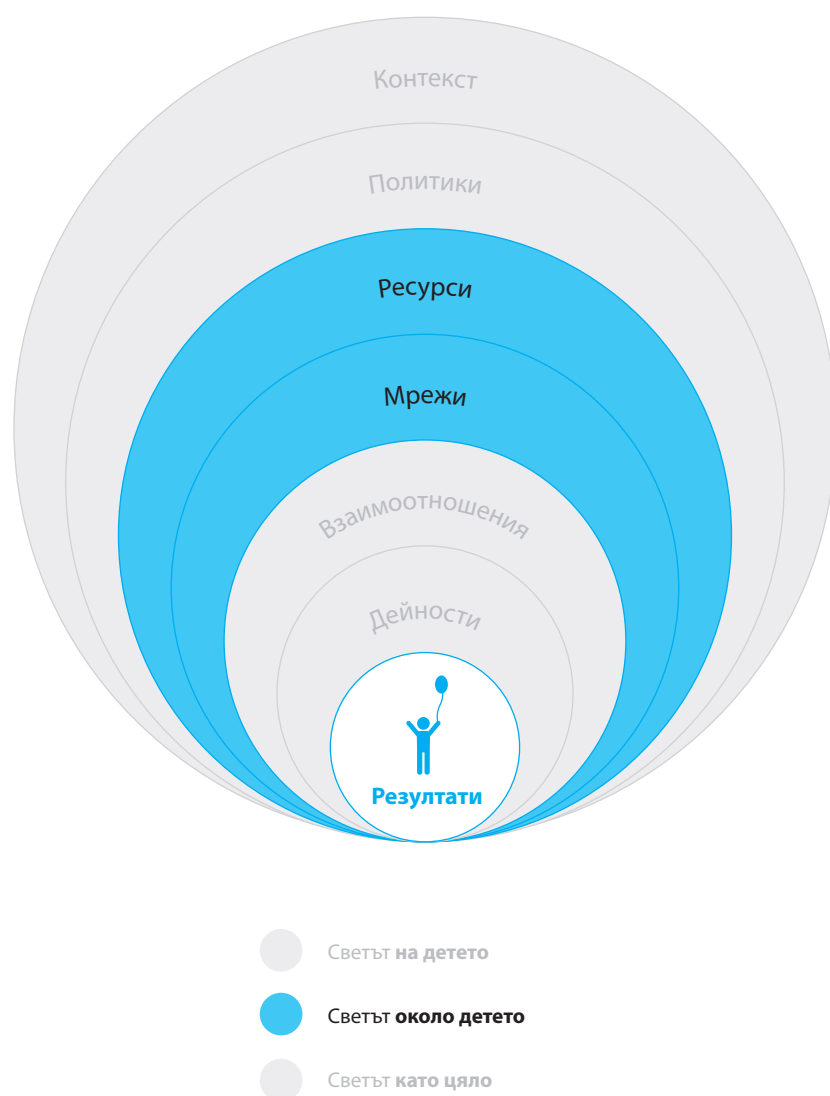 Контекст
Политики
Ресурси
Мрежи
Взаимоотношения
Дейности
Резултати
Светът на детето
Светът около детето
Светът като цяло